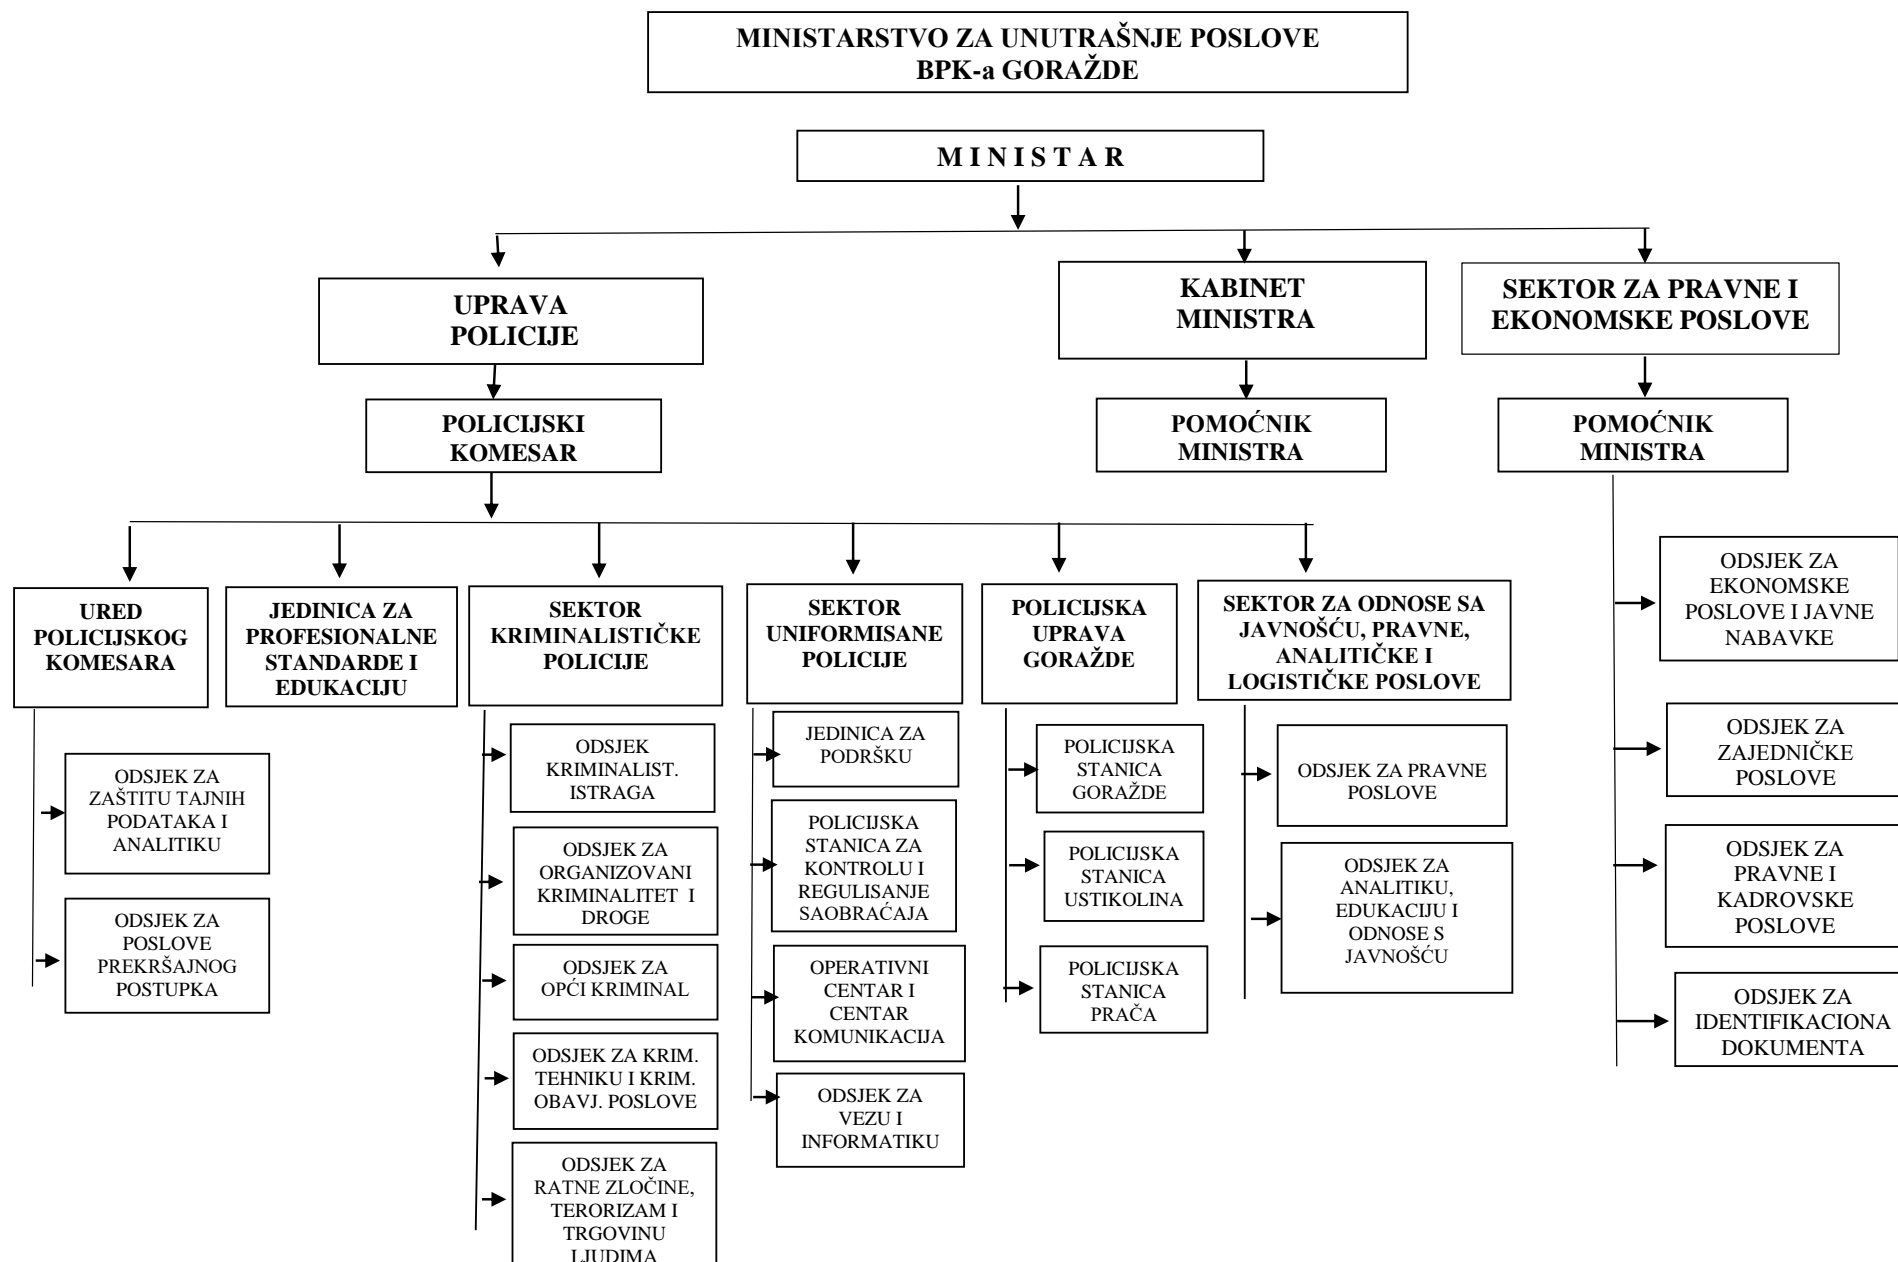 MINISTARSTVO ZA UNUTRAŠNJE POSLOVE
BPK-a GORAŽDE
M I N I S T A R
UPRAVA
POLICIJE
KABINET
MINISTRA
SEKTOR ZA PRAVNE I
EKONOMSKE POSLOVE
POLICIJSKI
KOMESAR
POMOĆNIK
MINISTRA
POMOĆNIK
MINISTRA
URED
POLICIJSKOG
KOMESARA
JEDINICA ZA
PROFESIONALNE
STANDARDE I
EDUKACIJU
SEKTOR
KRIMINALISTIČKE
POLICIJE
SEKTOR
UNIFORMISANE
POLICIJE
POLICIJSKA
UPRAVA
GORAŽDE
SEKTOR ZA ODNOSE SA
JAVNOŠĆU, PRAVNE,
ANALITIČKE I
LOGISTIČKE POSLOVE
ODSJEK ZA
ZAŠTITU TAJNIH
PODATAKA I
ANALITIKU
ODSJEK ZA
POSLOVE
PREKRŠAJNOG
POSTUPKA
ODSJEK
KRIMINALIST.
ISTRAGA
ODSJEK ZA
ORGANIZOVANI
KRIMINALITET I
DROGE
ODSJEK ZA
OPĆI KRIMINAL
ODSJEK ZA KRIM.
TEHNIKU I KRIM.
OBAVJ. POSLOVE
ODSJEK ZA
RATNE ZLOČINE,
TERORIZAM I
TRGOVINU
LJUDIMA
JEDINICA ZA
PODRŠKU
POLICIJSKA
STANICA ZA
KONTROLU I
REGULISANJE
SAOBRAĆAJA
OPERATIVNI
CENTAR I
CENTAR
KOMUNIKACIJA
ODSJEK ZA
VEZU I
INFORMATIKU
POLICIJSKA
STANICA
GORAŽDE
POLICIJSKA
STANICA
USTIKOLINA
POLICIJSKA
STANICA
PRAČA
ODSJEK ZA PRAVNE
POSLOVE
ODSJEK ZA
ANALITIKU,
EDUKACIJU I
ODNOSE S
JAVNOŠĆU
ODSJEK ZA
EKONOMSKE
POSLOVE I JAVNE
NABAVKE
ODSJEK ZA
ZAJEDNIČKE
POSLOVE
ODSJEK ZA
PRAVNE I
KADROVSKE
POSLOVE
ODSJEK ZA
IDENTIFIKACIONA
DOKUMENTA